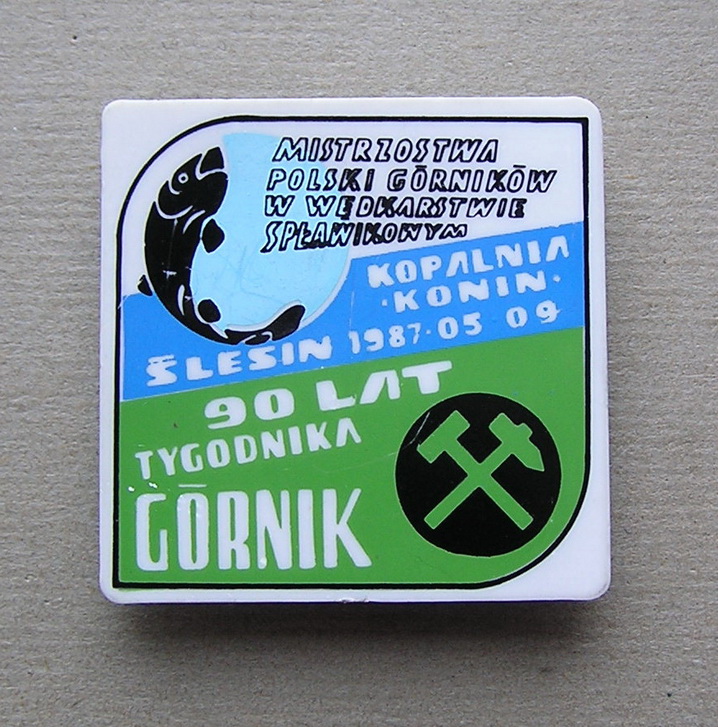 MISTRZOSTWA
POLSKI GÓRNIKÓW
W WĘDKARSTWIE
SPŁAWIKOWYM
KOPALNIA
·KONIN·
ŚLESIN 1987·05 09
90 LAT
TYGODNIKA
GÓRNIK